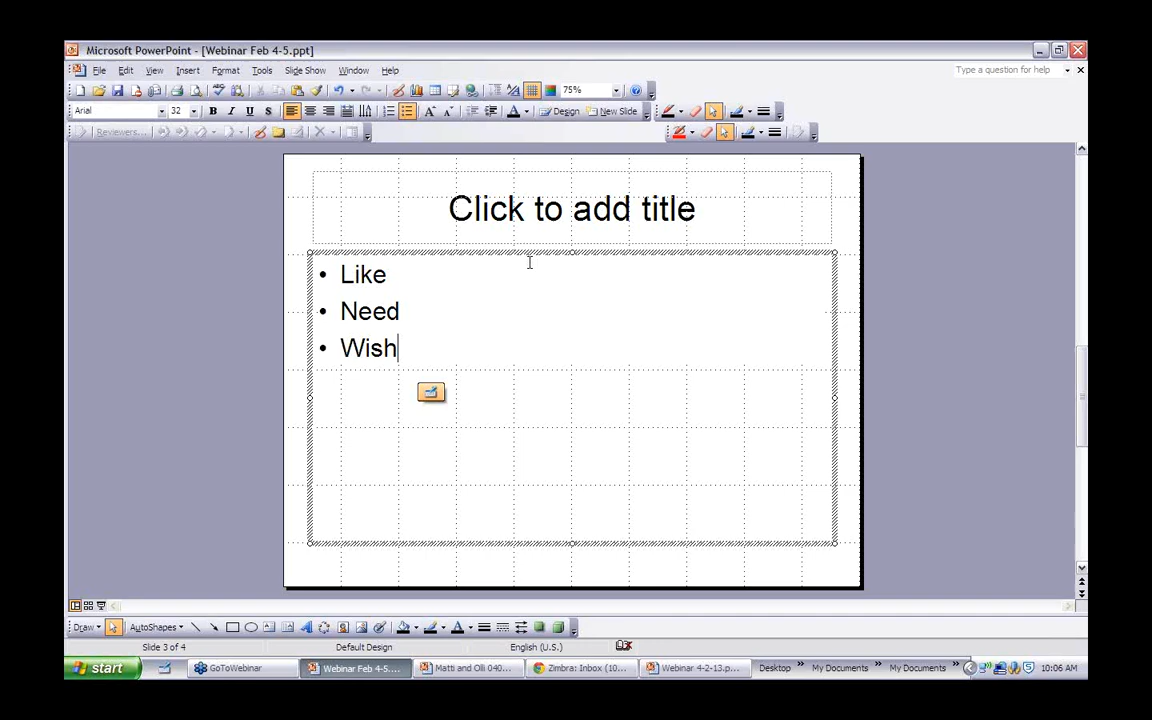 Microsoft PowerPoint - [Webinar Feb 4-5.ppt]
File Edit View Insert Format Tools Slide Show Window Help Type a question for help
75%
Arial 32 B I U S A A A Design New Slide
Reviewers...
Click to add title
• Like
• Need
• Wish
Draw AutoShapes A
Slide 3 of 4 Default Design English (U.S.)
start GoToWebinar Webinar Feb 4-5.... Matti and Olli 040... Zimbra: Inbox (10... Webinar 4-2-13.p... Desktop » My Documents » My Documents » 10:06 AM